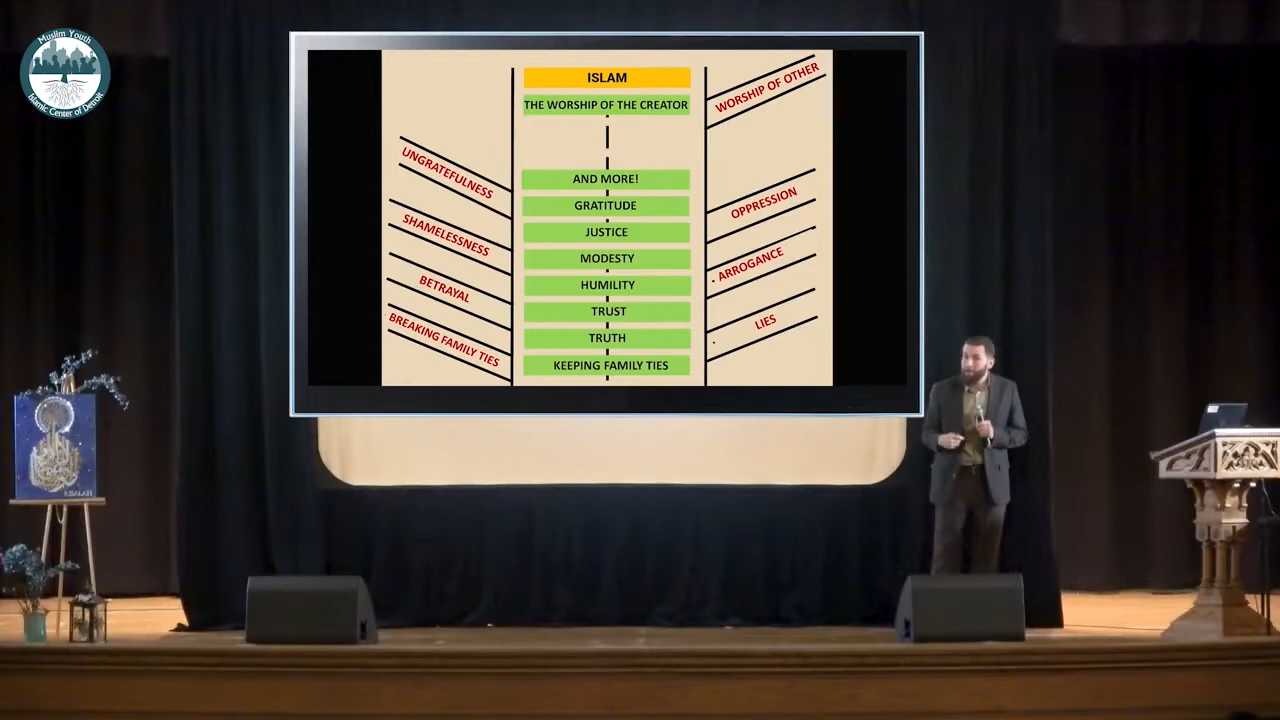 Muslim Youth
Islamic Center of Detroit
ISLAM
THE WORSHIP OF THE CREATOR
AND MORE!
GRATITUDE
JUSTICE
MODESTY
HUMILITY
TRUST
TRUTH
KEEPING FAMILY TIES
UNGRATEFULNESS
SHAMELESSNESS
BETRAYAL
BREAKING FAMILY TIES
WORSHIP OF OTHER
OPPRESSION
ARROGANCE
LIES
RISALAH